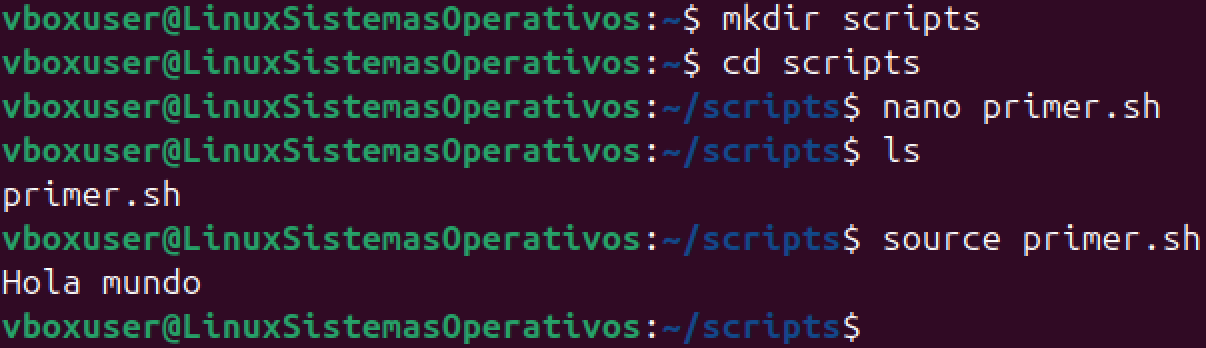 vboxuser@LinuxSistemasOperativos:~$ mkdir scripts
vboxuser@LinuxSistemasOperativos:~$ cd scripts
vboxuser@LinuxSistemasOperativos:~/scripts$ nano primer.sh
vboxuser@LinuxSistemasOperativos:~/scripts$ ls
primer.sh
vboxuser@LinuxSistemasOperativos:~/scripts$ source primer.sh
Hola mundo
vboxuser@LinuxSistemasOperativos:~/scripts$